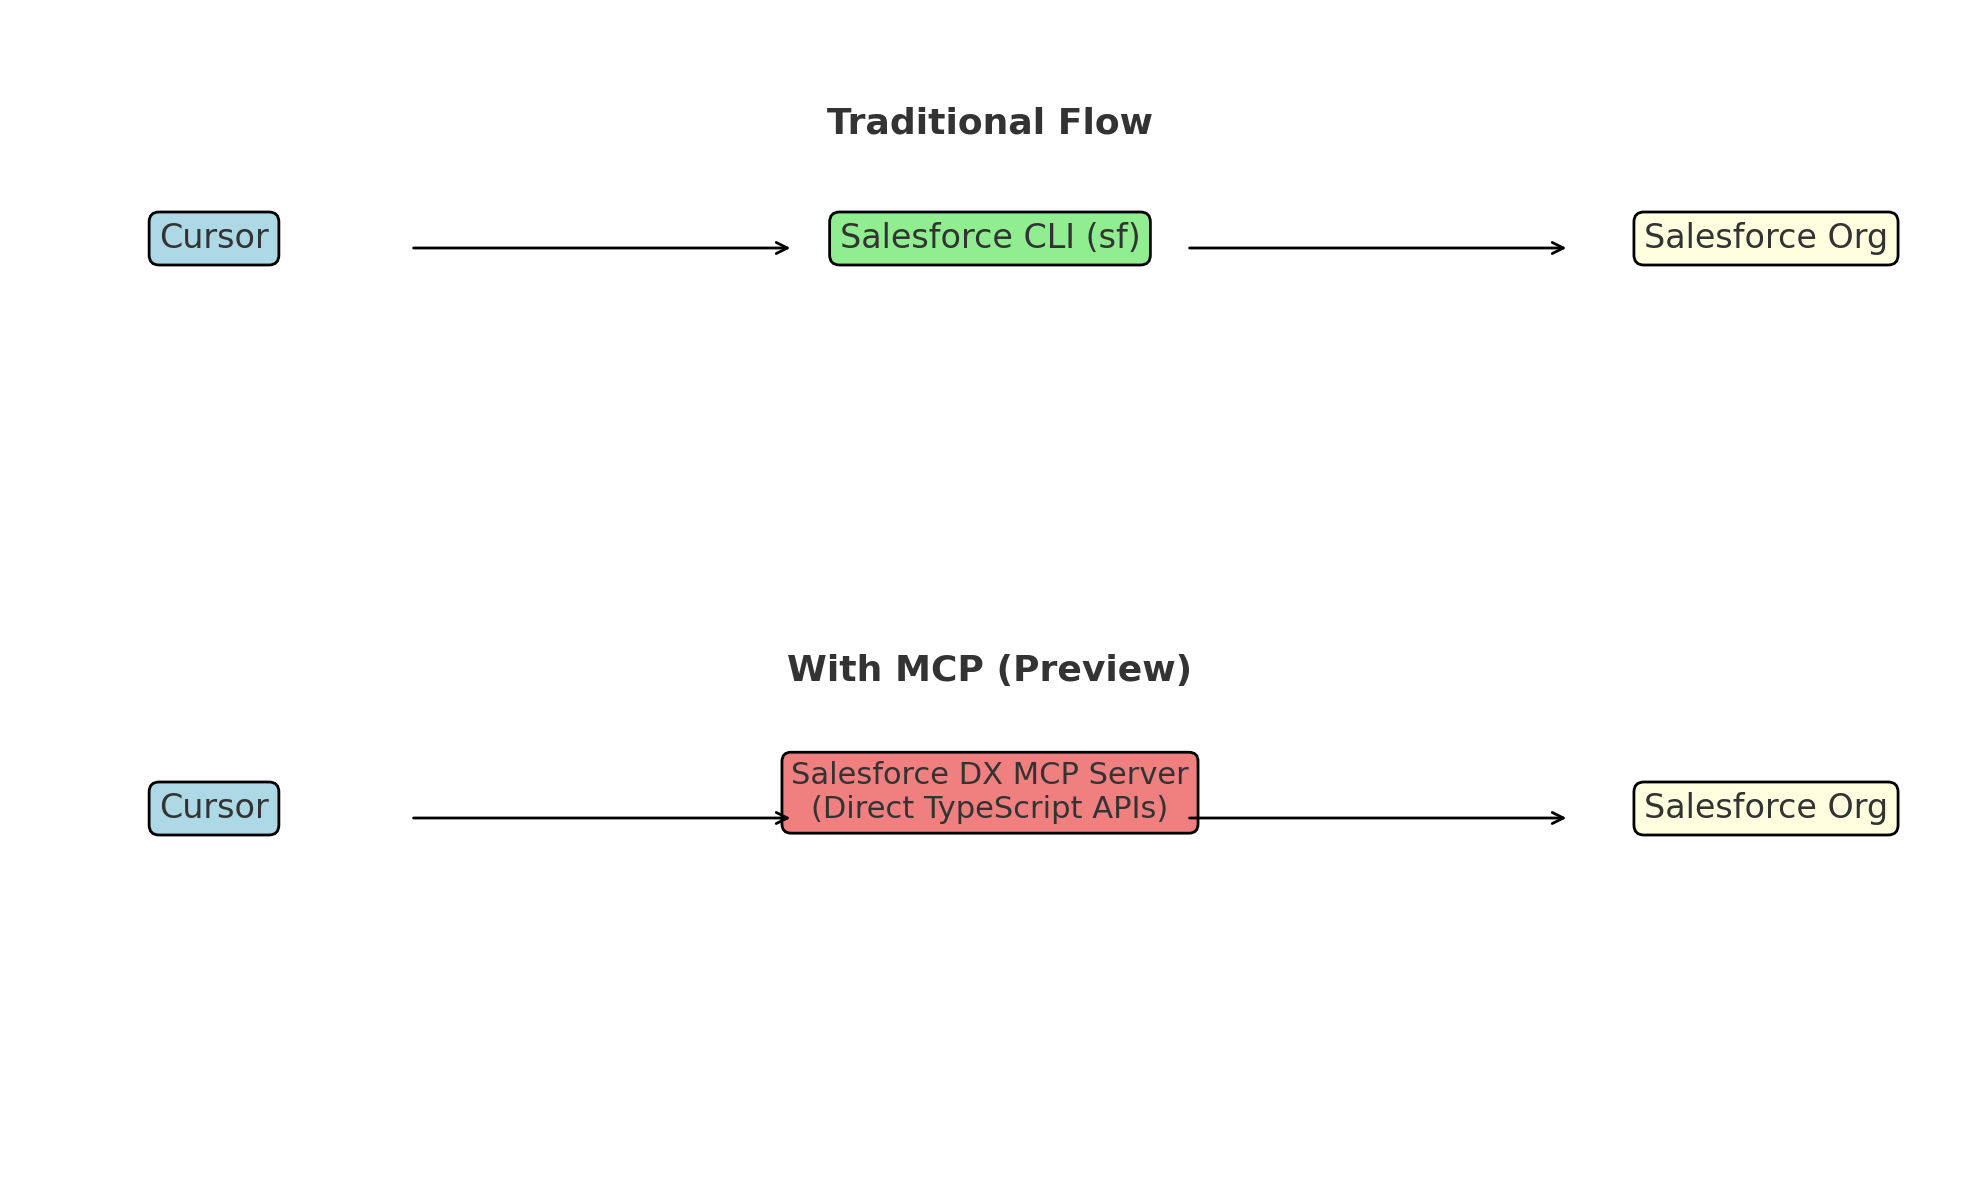 Traditional Flow
Cursor
Salesforce CLI (sf)
Salesforce Org
With MCP (Preview)
Cursor
Salesforce DX MCP Server
(Direct TypeScript APIs)
Salesforce Org